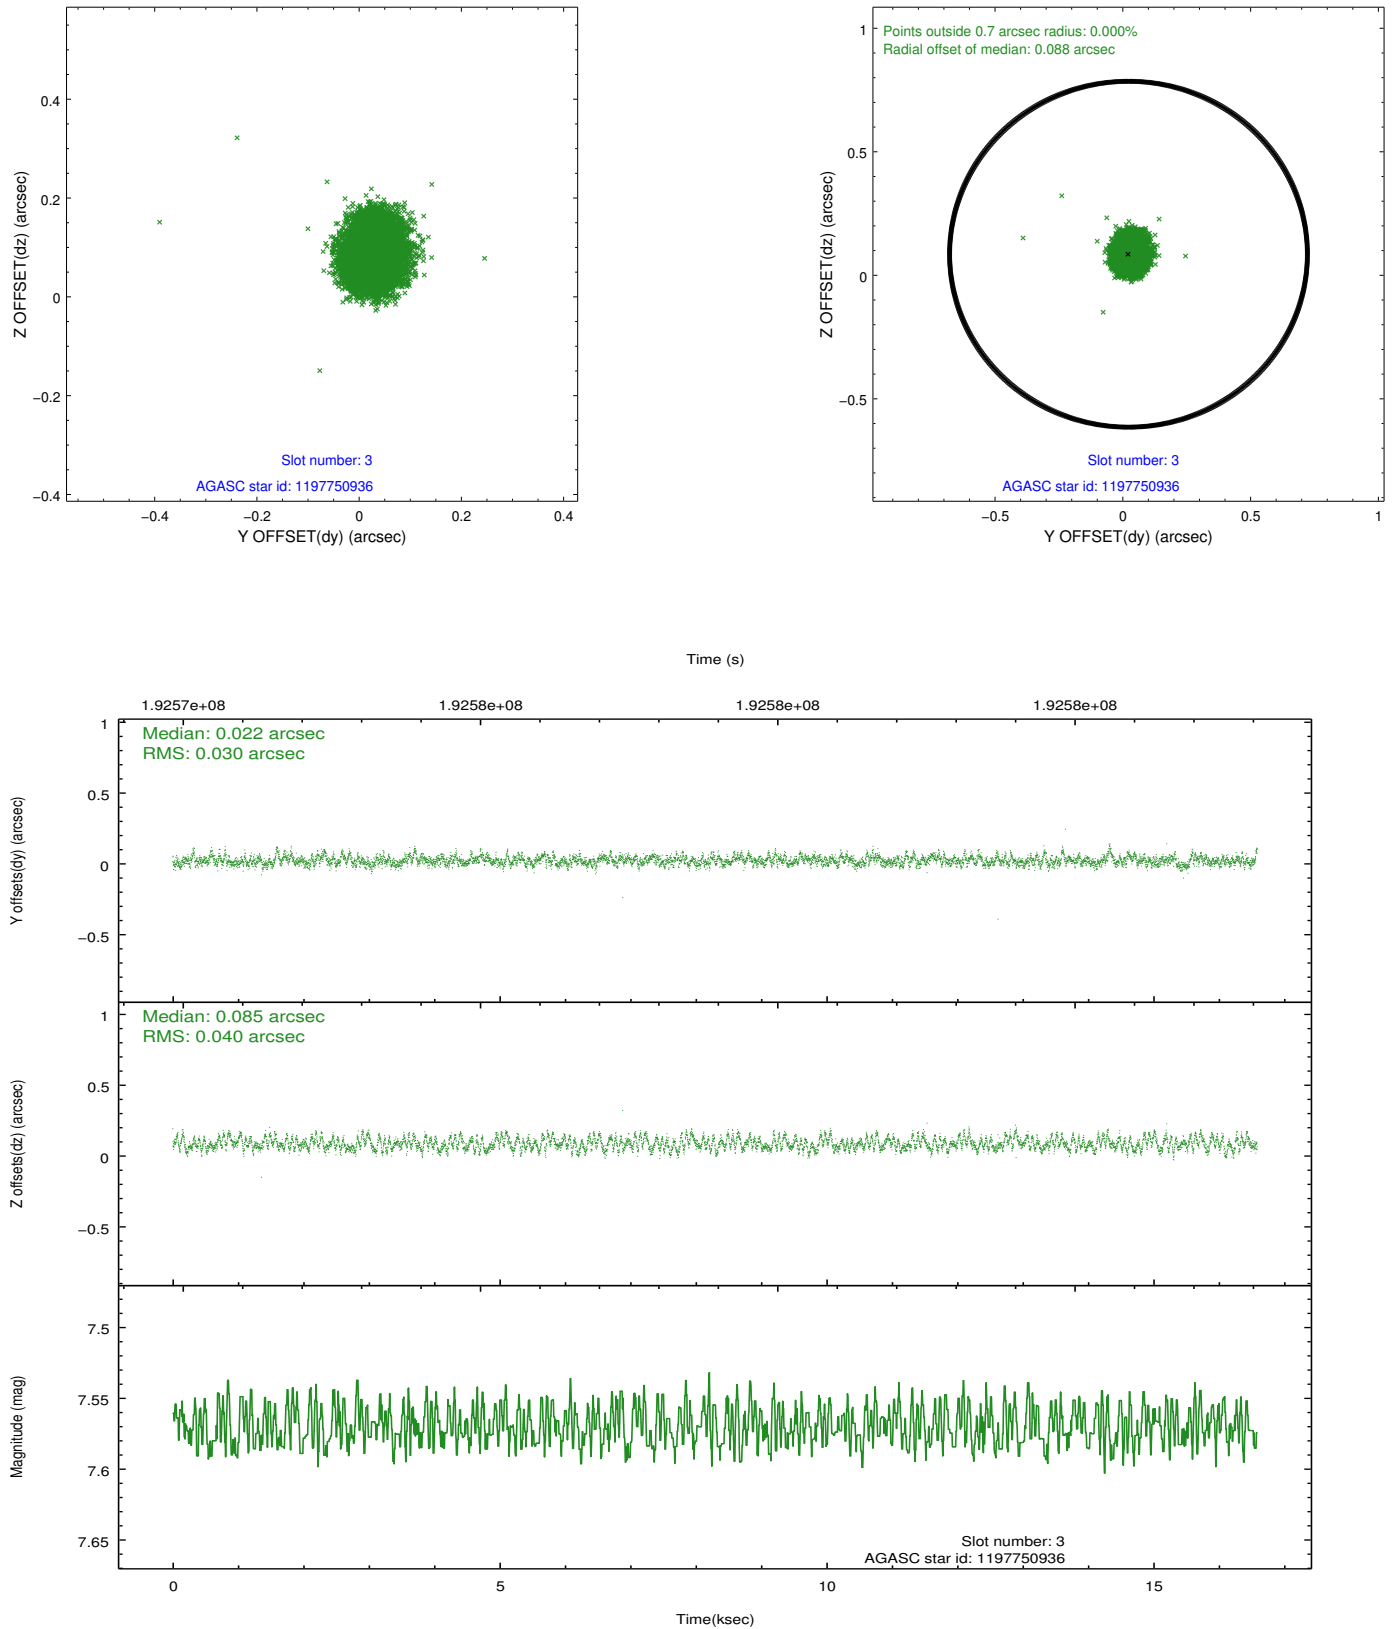 0.4
0.2
0
−0.2
−0.4
Z OFFSET(dz) (arcsec)
Slot number: 3
AGASC star id: 1197750936
−0.4 −0.2 0 0.2 0.4
Y OFFSET(dy) (arcsec)
Points outside 0.7 arcsec radius: 0.000%
Radial offset of median: 0.088 arcsec
1
0.5
0
−0.5
Z OFFSET(dz) (arcsec)
Slot number: 3
AGASC star id: 1197750936
−0.5 0 0.5 1
Y OFFSET(dy) (arcsec)
Time (s)
1.9257e+08 1.9258e+08 1.9258e+08 1.9258e+08
Median: 0.022 arcsec
RMS: 0.030 arcsec
1
0.5
0
−0.5
Y offsets(dy) (arcsec)
Median: 0.085 arcsec
RMS: 0.040 arcsec
1
0.5
0
−0.5
Z offsets(dz) (arcsec)
7.5
7.55
7.6
7.65
Magnitude (mag)
Slot number: 3
AGASC star id: 1197750936
0 5 10 15
Time(ksec)